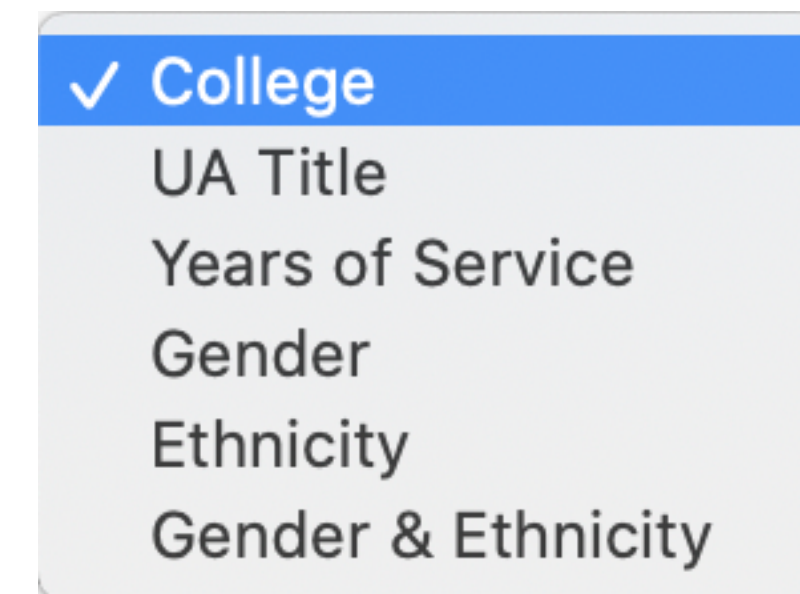 ✓ College
UA Title
Years of Service
Gender
Ethnicity
Gender & Ethnicity